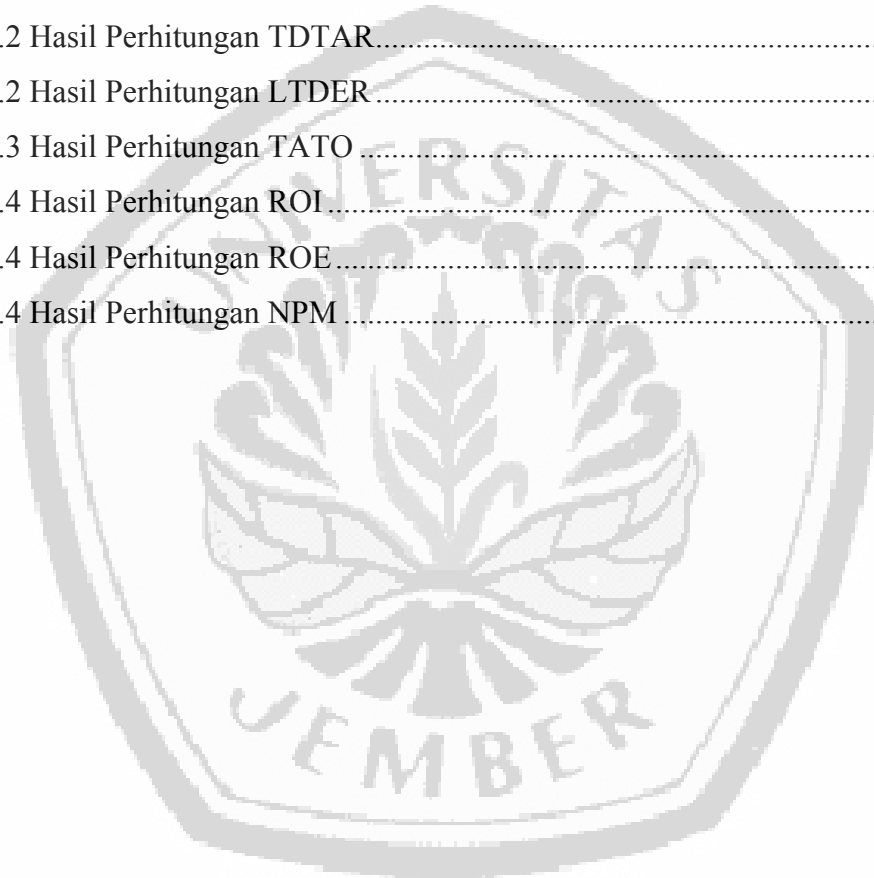 .2 Hasil Perhitungan TDTAR.......................................................................
.2 Hasil Perhitungan LTDER.......................................................................
.3 Hasil Perhitungan TATO.........................................................................
.4 Hasil Perhitungan ROI.............................................................................
.4 Hasil Perhitungan ROE............................................................................
.4 Hasil Perhitungan NPM...........................................................................
UNIVERSITAS
JEMBER